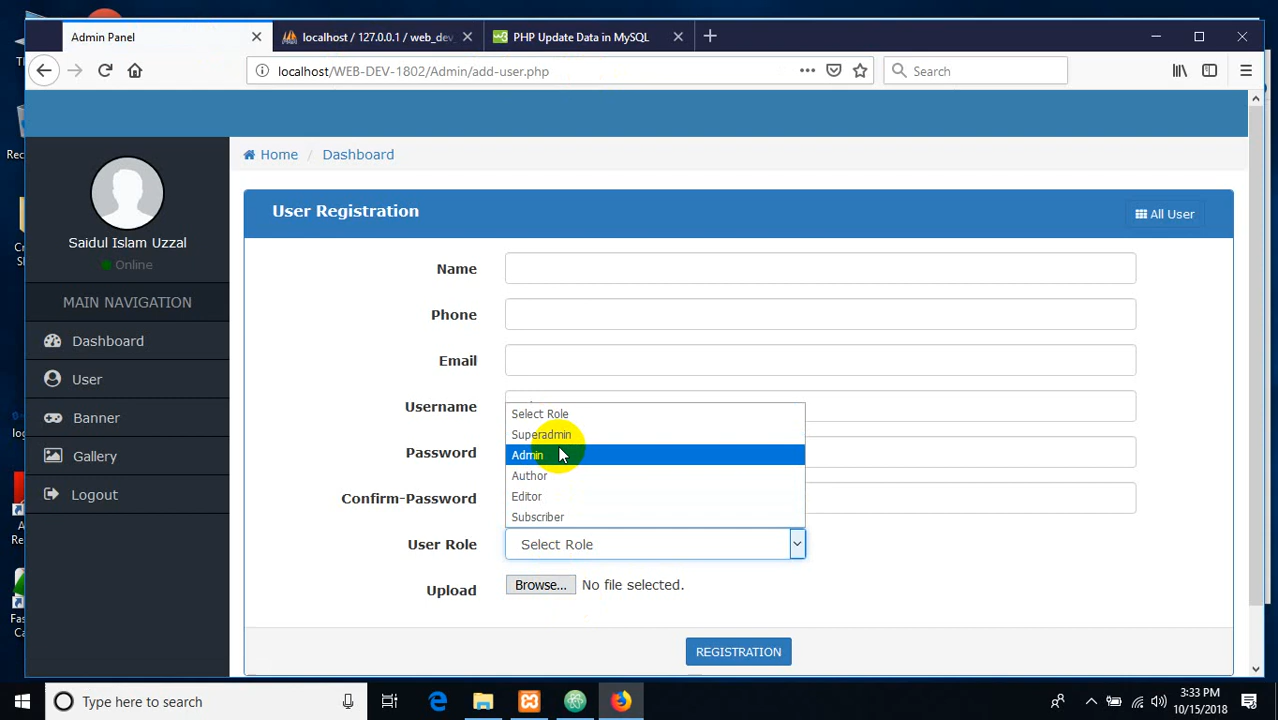 Admin Panel
localhost / 127.0.0.1 / web_dev_
PHP Update Data in MySQL
localhost/WEB-DEV-1802/Admin/add-user.php
Search
Home / Dashboard
Saidul Islam Uzzal
Online
MAIN NAVIGATION
Dashboard
User
Banner
Gallery
Logout
User Registration
All User
Name
Phone
Email
Username
Password
Confirm-Password
User Role
Select Role
Superadmin
Admin
Author
Editor
Subscriber
Select Role
Upload
Browse...
No file selected.
REGISTRATION
Type here to search
3:33 PM
10/15/2018